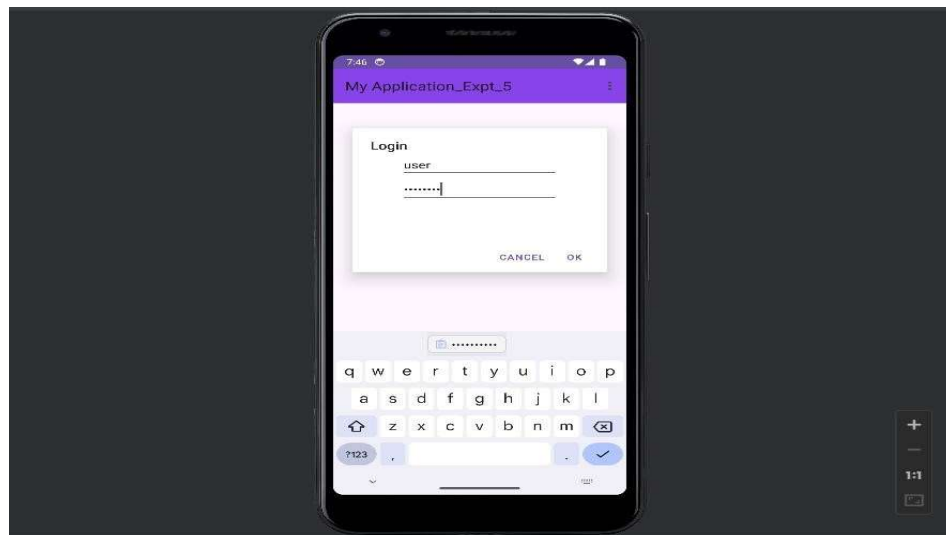 7:46
My Application_Expt_5
Login
user
••••••••
CANCEL OK
••••••••••
q w e r t y u i o p
a s d f g h j k l
z x c v b n m
?123 , .
+
−
1:1